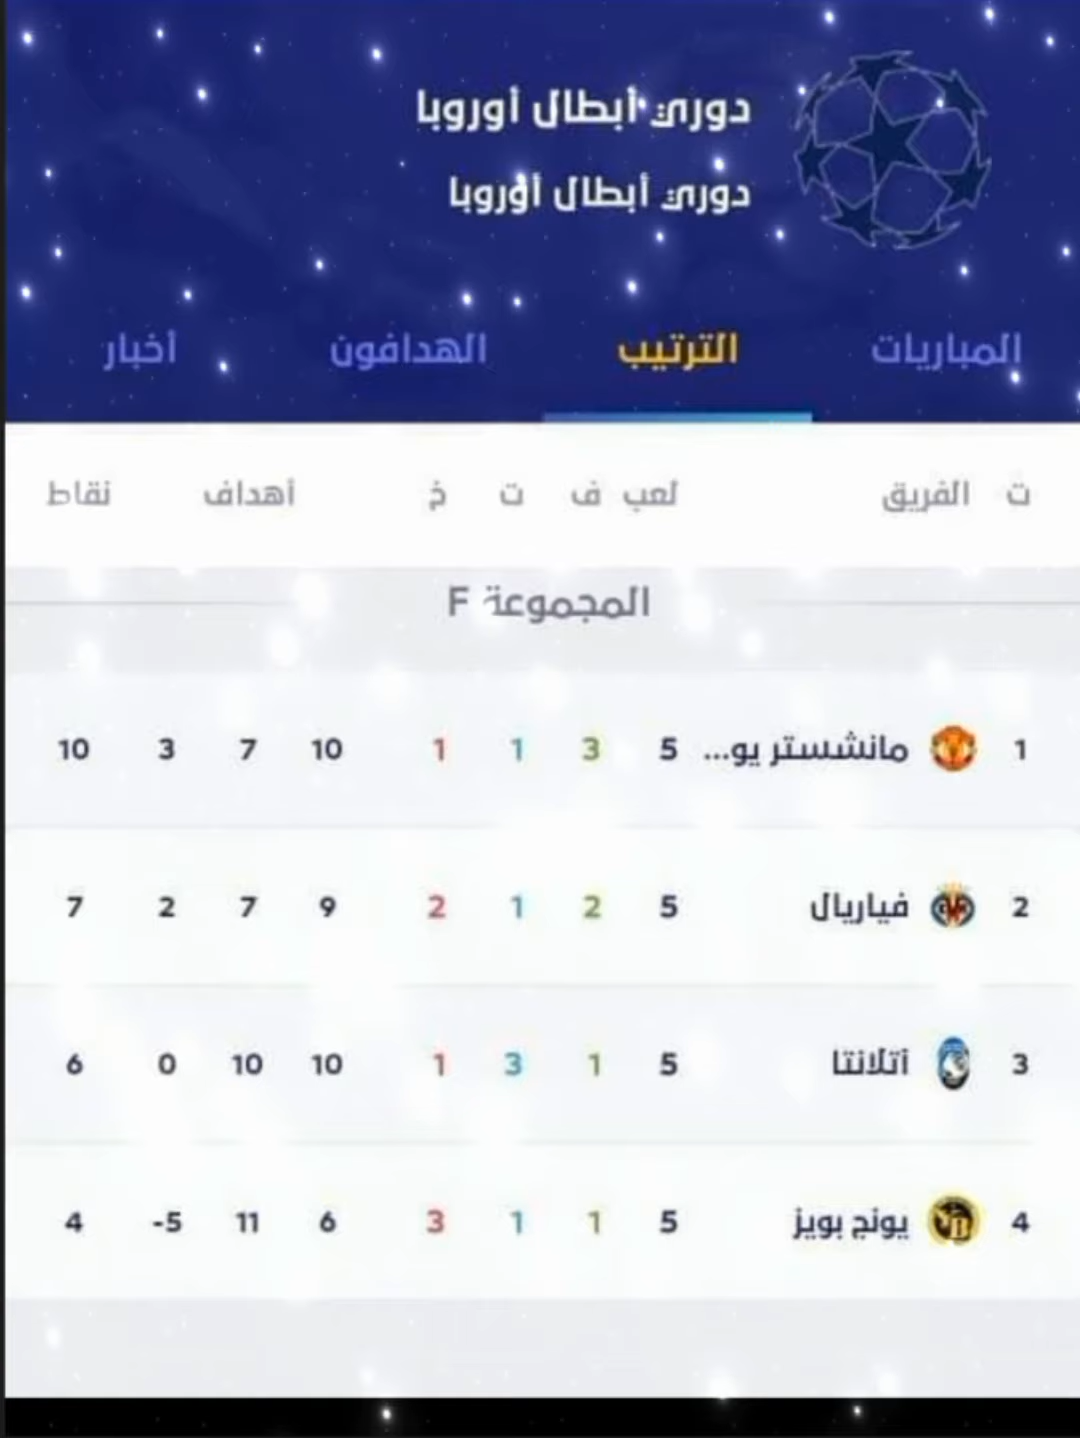 دوري أبطال أوروبا
دوري أبطال أوروبا
المباريات الترتيب الهدافون أخبار
ت الفريق لعب ف ت خ أهداف نقاط
المجموعة F
1 مانشستر يو... 5 3 1 1 10 7 3 10
2 فياريال 5 2 1 2 9 7 2 7
3 أتلانتا 5 1 3 1 10 10 0 6
4 يونج بويز 5 1 1 3 6 11 -5 4